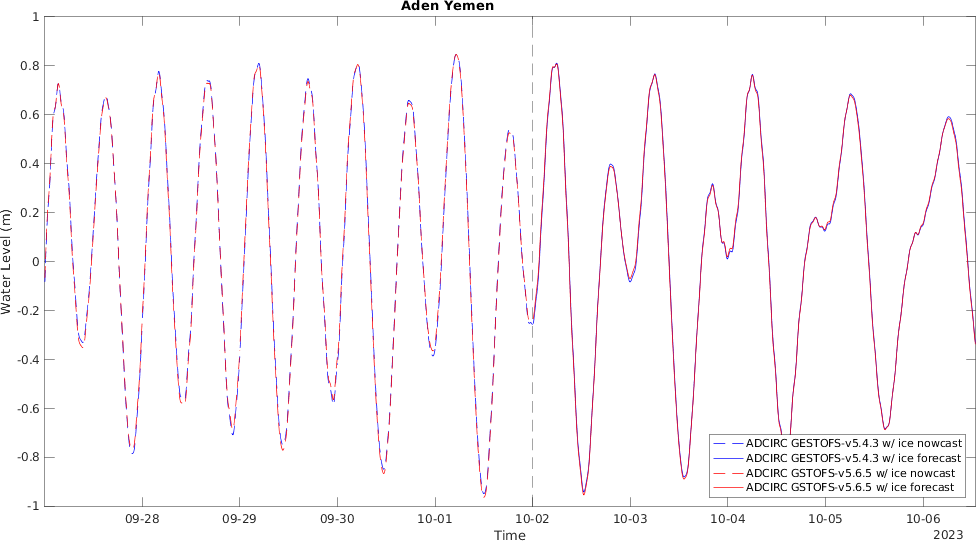 Aden Yemen
1
0.8
0.6
0.4
0.2
0
-0.2
-0.4
-0.6
-0.8
-1
Water Level (m)
09-28 09-29 09-30 10-01 10-02 10-03 10-04 10-05 10-06
Time
2023
ADCIRC GESTOFS-v5.4.3 w/ ice nowcast
ADCIRC GESTOFS-v5.4.3 w/ ice forecast
ADCIRC GSTOFS-v5.6.5 w/ ice nowcast
ADCIRC GSTOFS-v5.6.5 w/ ice forecast